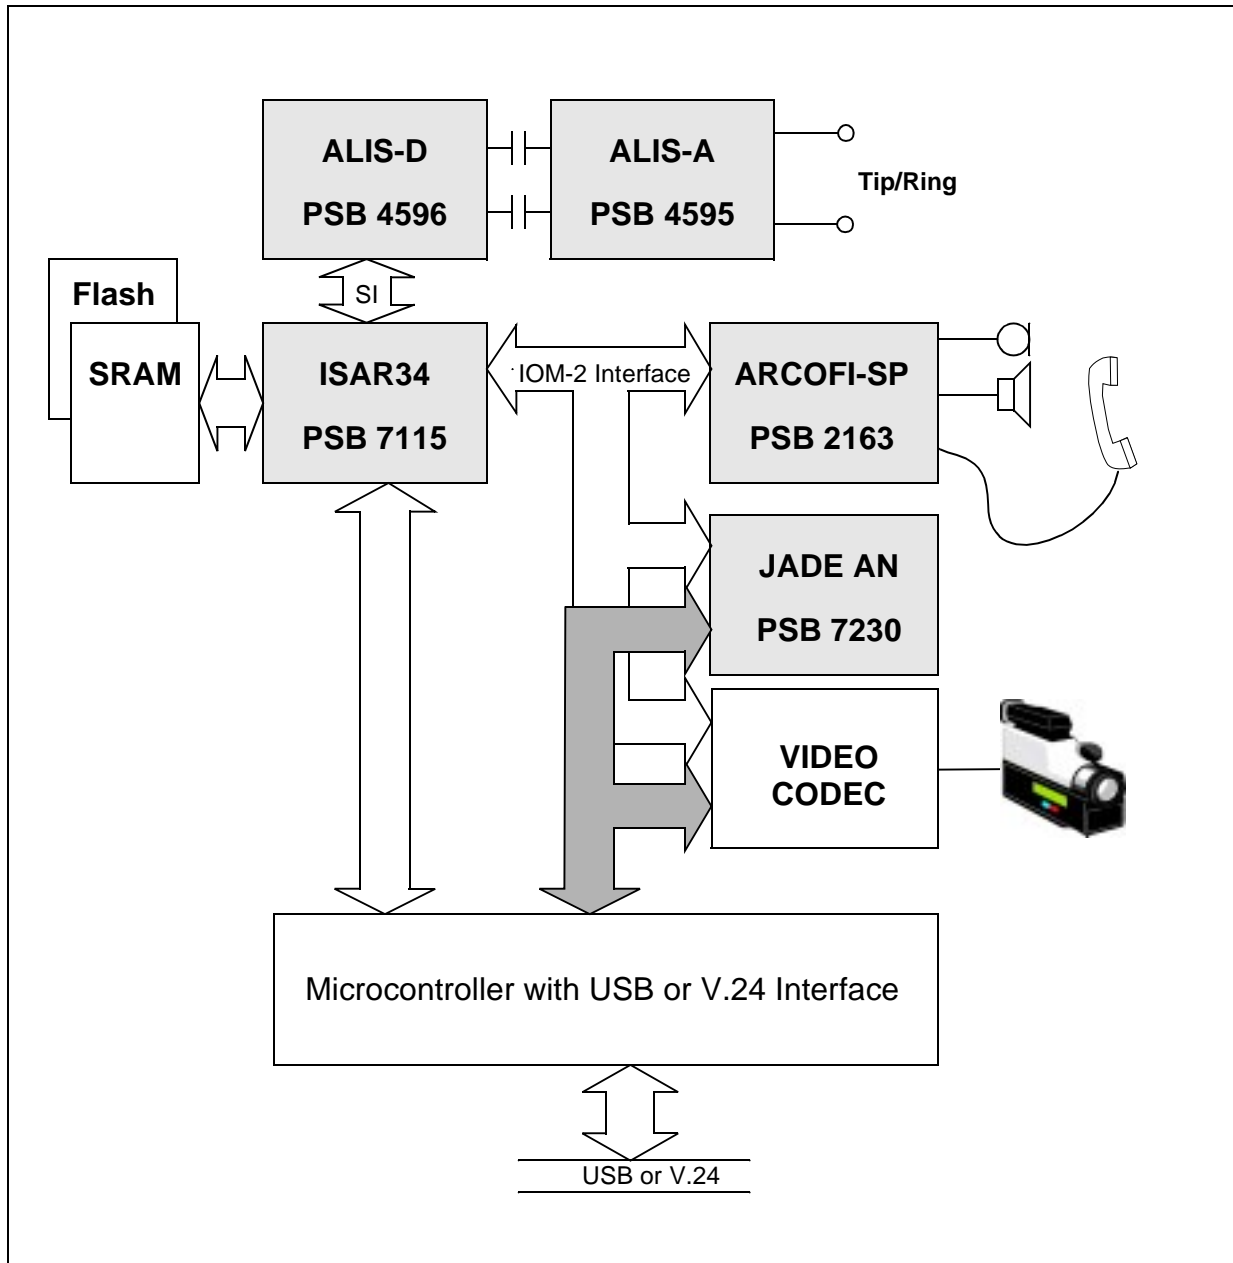 ALIS-D
PSB 4596
ALIS-A
PSB 4595
Tip/Ring
SI
Flash
SRAM
ISAR34
PSB 7115
IOM-2 Interface
ARCOFI-SP
PSB 2163
JADE AN
PSB 7230
VIDEO
CODEC
Microcontroller with USB or V.24 Interface
USB or V.24